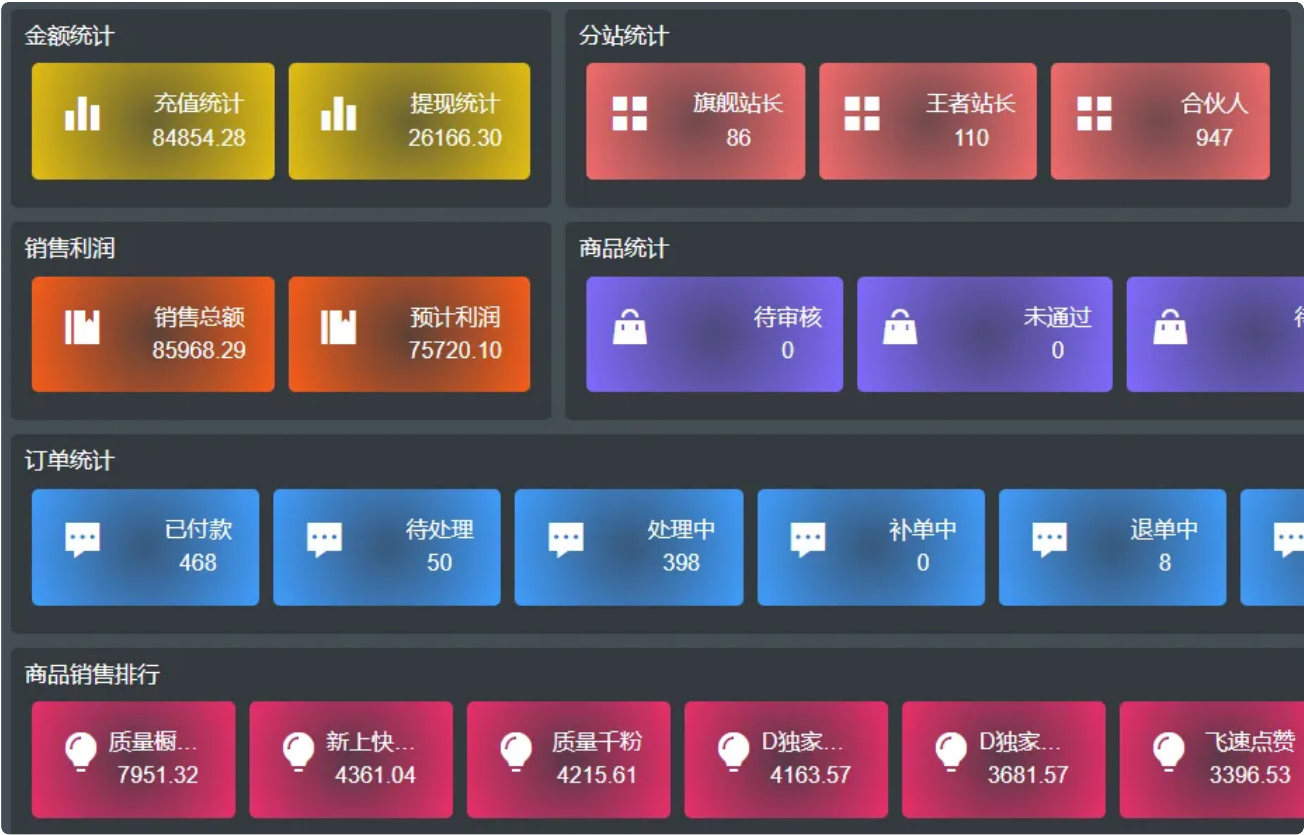 金额统计
充值统计
84854.28
提现统计
26166.30
分站统计
旗舰站长
86
王者站长
110
合伙人
947
销售利润
销售总额
85968.29
预计利润
75720.10
商品统计
待审核
0
未通过
0
订单统计
已付款
468
待处理
50
处理中
398
补单中
0
退单中
8
商品销售排行
质量橱...
7951.32
新上快...
4361.04
质量千粉
4215.61
D独家...
4163.57
D独家...
3681.57
飞速点赞
3396.53